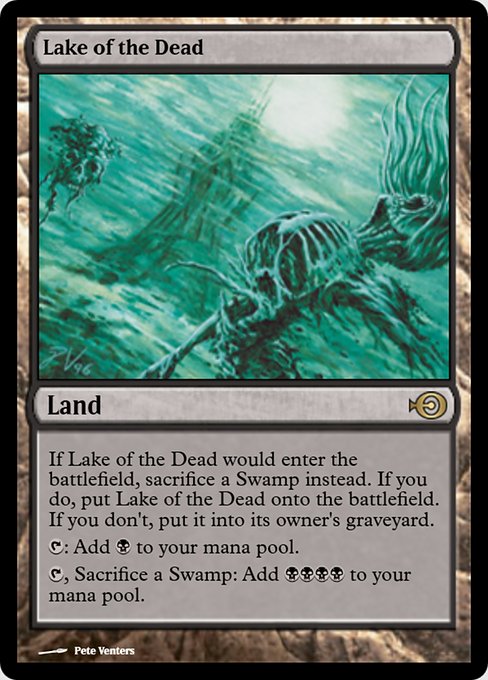 Lake of the Dead
PV96
Land
If Lake of the Dead would enter the
battlefield, sacrifice a Swamp instead. If you
do, put Lake of the Dead onto the battlefield.
If you don't, put it into its owner's graveyard.
: Add to your mana pool.
, Sacrifice a Swamp: Add to your
mana pool.
Pete Venters